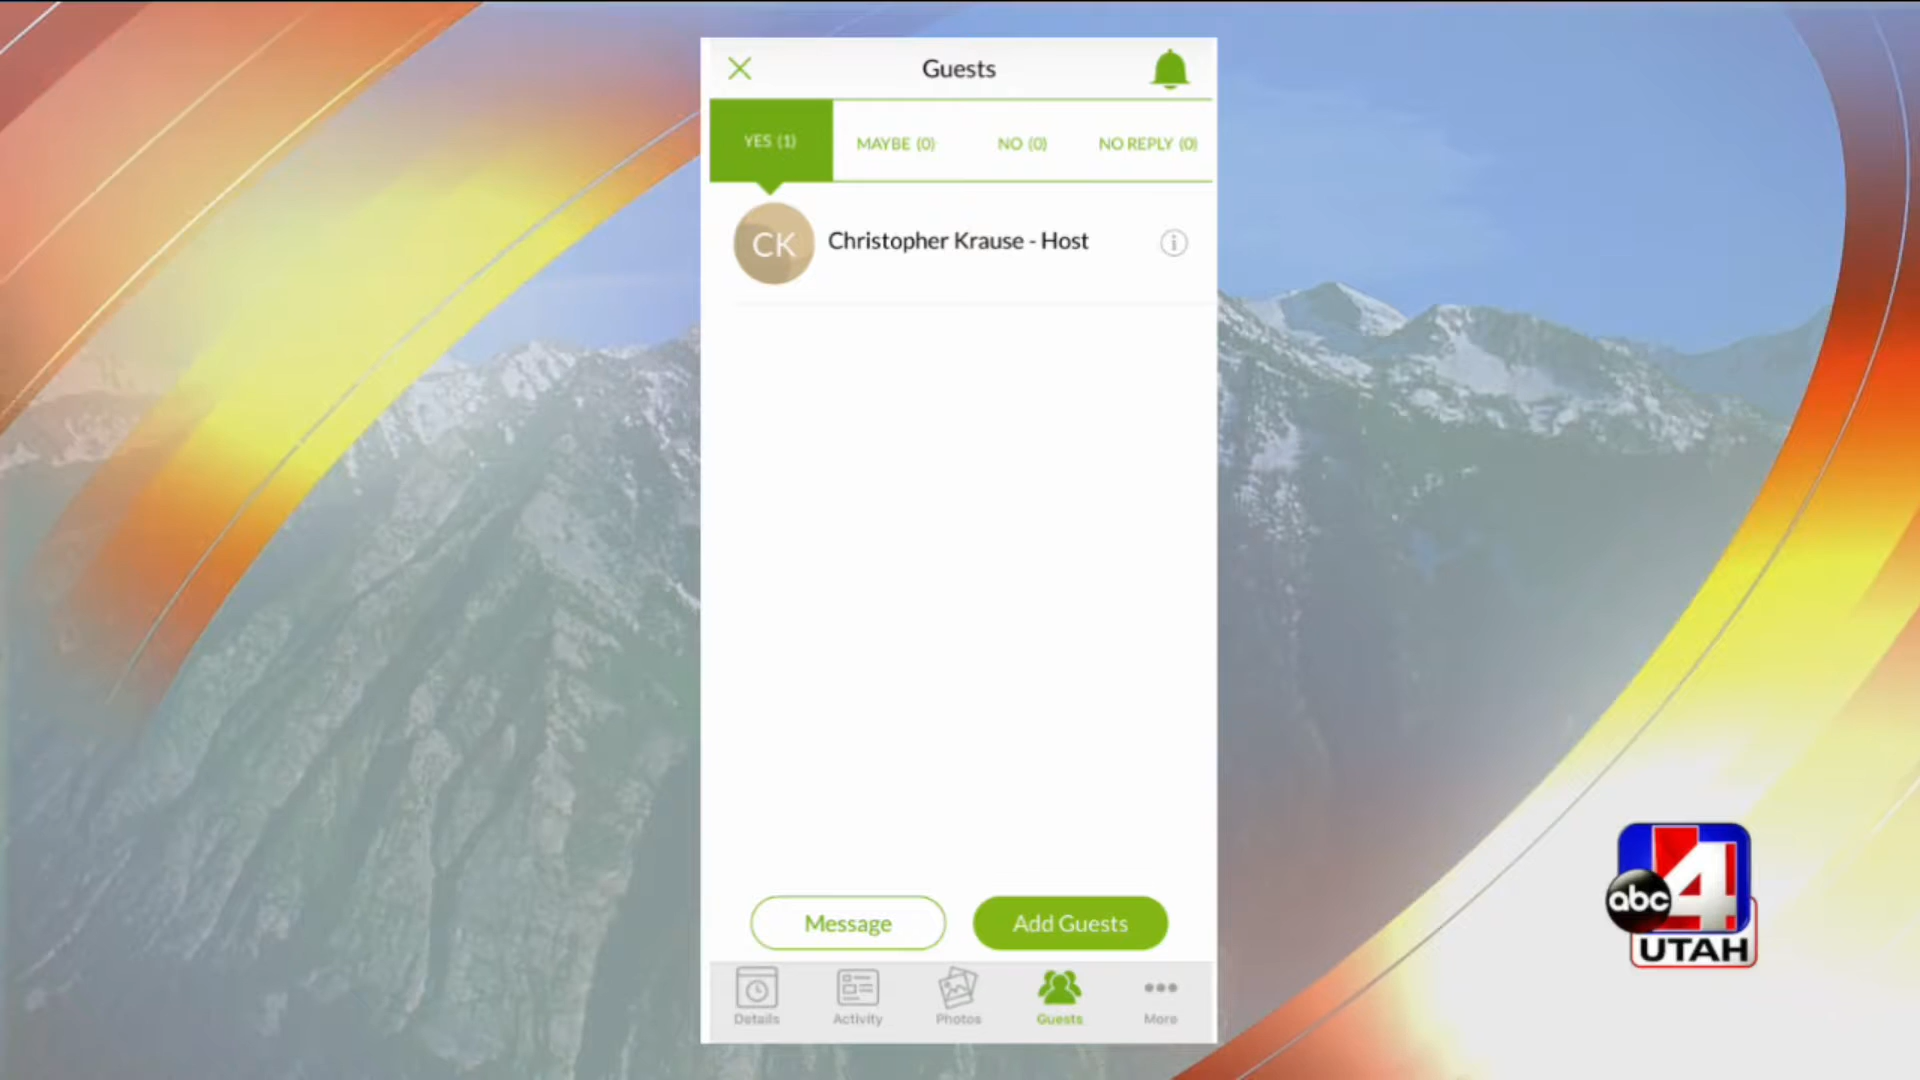 Guests
YES (1)
MAYBE (0)
NO (0)
NO REPLY (0)
CK
Christopher Krause - Host
Message
Add Guests
Details
Activity
Photos
Guests
More
abc
4
UTAH